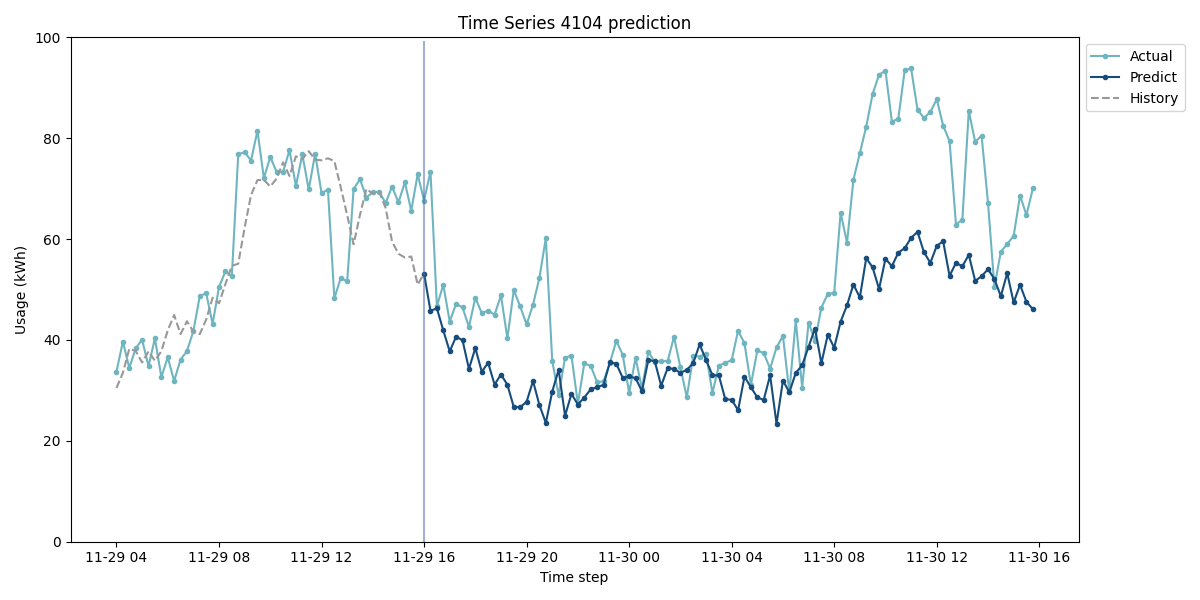 Time Series 4104 prediction
100
80
60
40
20
0
Usage (kWh)
11-29 04
11-29 08
11-29 12
11-29 16
11-29 20
11-30 00
11-30 04
11-30 08
11-30 12
11-30 16
Time step
Actual
Predict
History